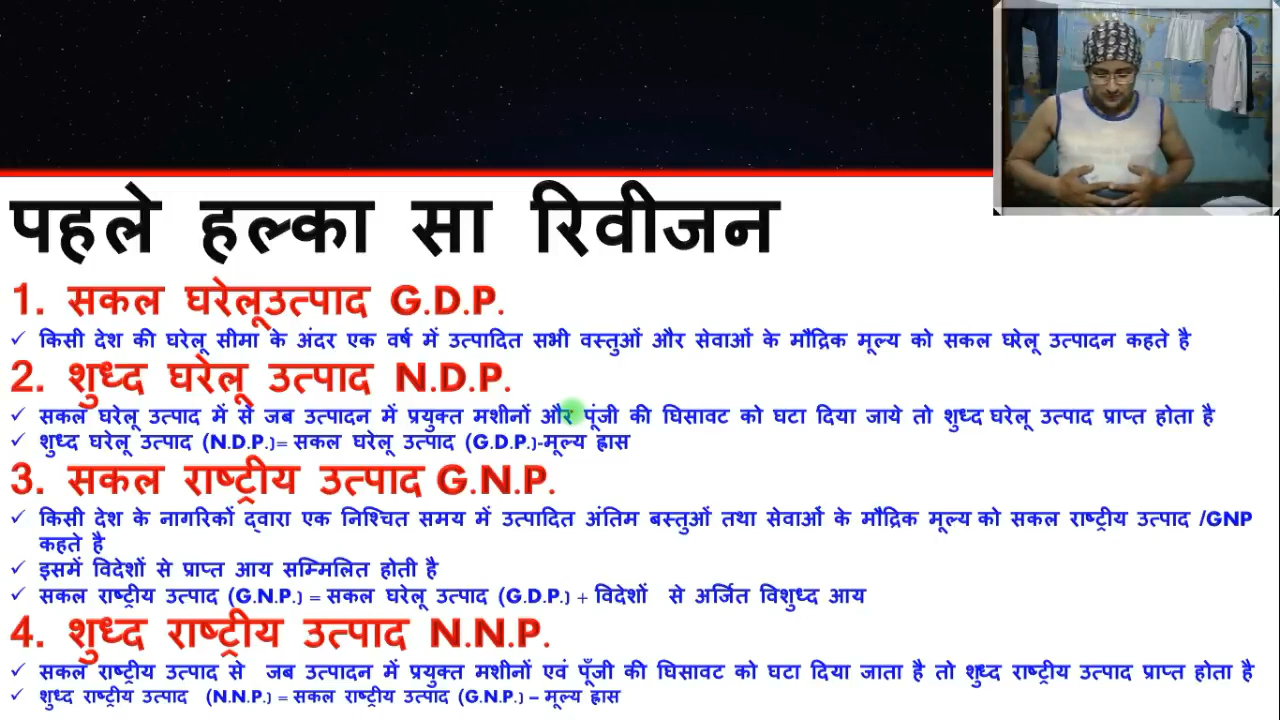 पहले हल्का सा रिवीजन
1. सकल घरेलूउत्पाद G.D.P.
✓ किसी देश की घरेलू सीमा के अंदर एक वर्ष में उत्पादित सभी वस्तुओं और सेवाओं के मौद्रिक मूल्य को सकल घरेलू उत्पादन कहते है
2. शुध्द घरेलू उत्पाद N.D.P.
✓ सकल घरेलू उत्पाद में से जब उत्पादन में प्रयुक्त मशीनों और पूंजी की घिसावट को घटा दिया जाये तो शुध्द घरेलू उत्पाद प्राप्त होता है
✓ शुध्द घरेलू उत्पाद (N.D.P.)= सकल घरेलू उत्पाद (G.D.P.)-मूल्य ह्रास
3. सकल राष्ट्रीय उत्पाद G.N.P.
✓ किसी देश के नागरिकों द्वारा एक निश्चित समय में उत्पादित अंतिम बस्तुओं तथा सेवाओं के मौद्रिक मूल्य को सकल राष्ट्रीय उत्पाद /GNP
कहते है
✓ इसमें विदेशों से प्राप्त आय सम्मिलित होती है
✓ सकल राष्ट्रीय उत्पाद (G.N.P.) = सकल घरेलू उत्पाद (G.D.P.) + विदेशों से अर्जित विशुध्द आय
4. शुध्द राष्ट्रीय उत्पाद N.N.P.
✓ सकल राष्ट्रीय उत्पाद से जब उत्पादन में प्रयुक्त मशीनों एवं पूँजी की घिसावट को घटा दिया जाता है तो शुध्द राष्ट्रीय उत्पाद प्राप्त होता है
✓ शुध्द राष्ट्रीय उत्पाद (N.N.P.) = सकल राष्ट्रीय उत्पाद (G.N.P.) – मूल्य ह्रास